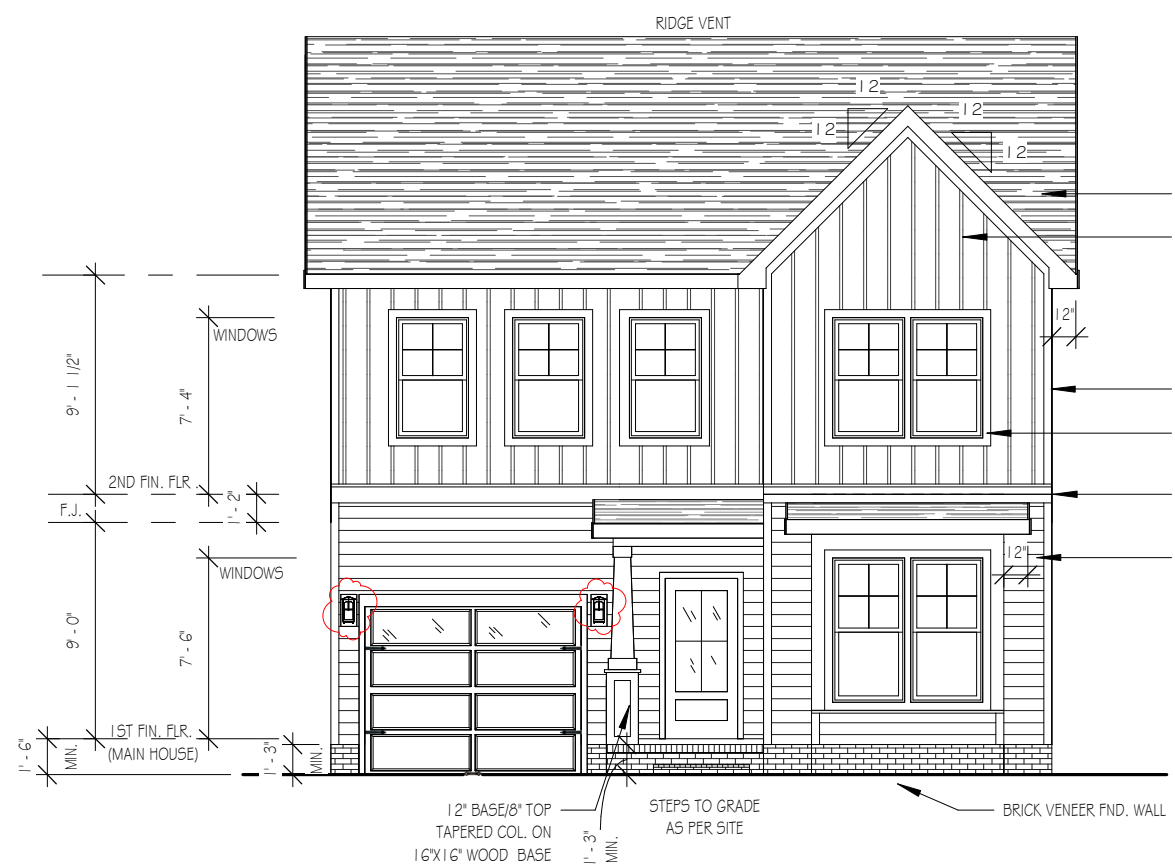 RIDGE VENT
12
12
12
12
WINDOWS
12"
9' - 1 1/2"
7' - 4"
2ND FIN. FLR.
F.J.
1' - 2"
WINDOWS
12"
9' - 0"
7' - 6"
1ST FIN. FLR.
(MAIN HOUSE)
1' - 6"
MIN.
1' - 3"
MIN.
12" BASE/8" TOP
TAPERED COL. ON
16"X16" WOOD BASE
1' - 3"
MIN.
STEPS TO GRADE
AS PER SITE
BRICK VENEER FND. WALL